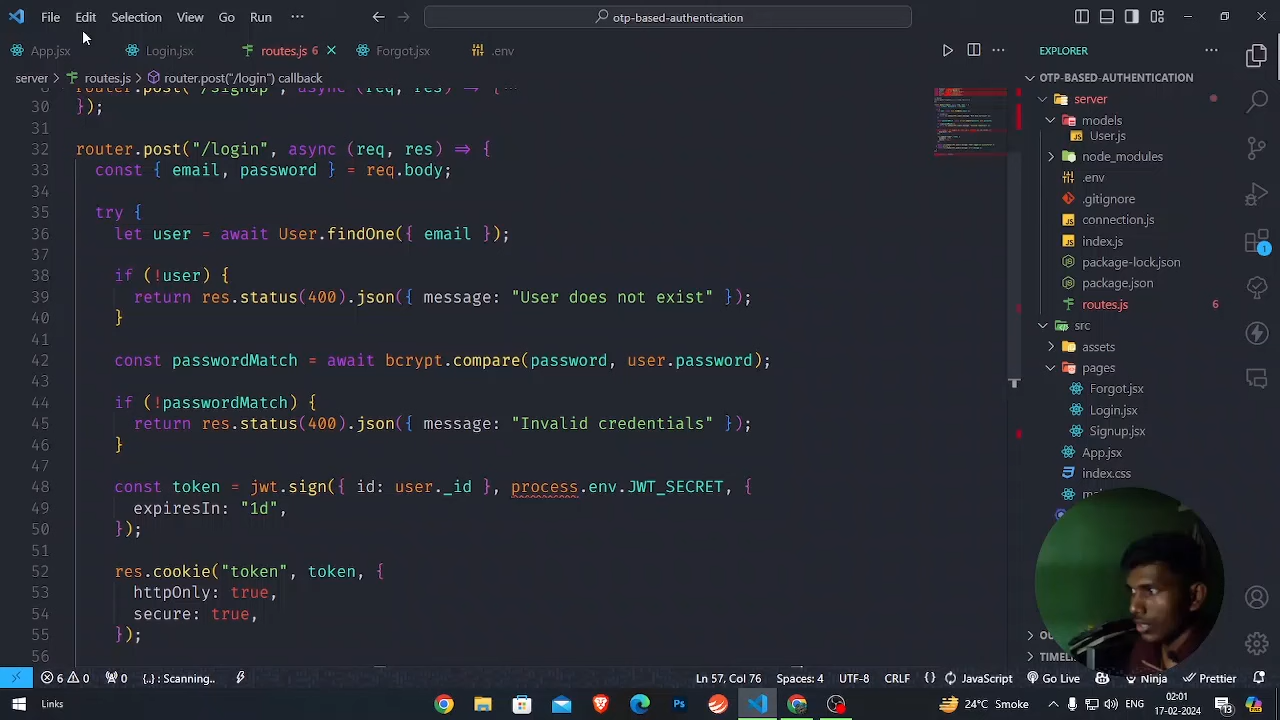 File Edit Selection View Go Run otp-based-authentication
App.jsx Login.jsx routes.js 6 Forgot.jsx .env
EXPLORER
server routes.js router.post("/login") callback
OTP-BASED-AUTHENTICATION
server
models
User.js
node_modules
.env
.gitignore
connection.js
index.js
package-lock.json
package.json
routes.js 6
src
assets
pages
Forgot.jsx
Login.jsx
Signup.jsx
App.jsx
index.css
router.post("/signup", async (req, res) => {
30 });
31
32 router.post("/login", async (req, res) => {
33 const { email, password } = req.body;
34
35 try {
36 let user = await User.findOne({ email });
37
38 if (!user) {
39 return res.status(400).json({ message: "User does not exist" });
40 }
41
42 const passwordMatch = await bcrypt.compare(password, user.password);
43
44 if (!passwordMatch) {
45 return res.status(400).json({ message: "Invalid credentials" });
46 }
47
48 const token = jwt.sign({ id: user._id }, process.env.JWT_SECRET, {
49 expiresIn: "1d",
50 });
51
52 res.cookie("token", token, {
53 httpOnly: true,
54 secure: true,
55 });
56
6 0 0 {..} : Scanning.. Ln 57, Col 76 Spaces: 4 UTF-8 CRLF {} JavaScript Go Live Ninja Prettier
Links 24°C Smoke 02:01
17-02-2024